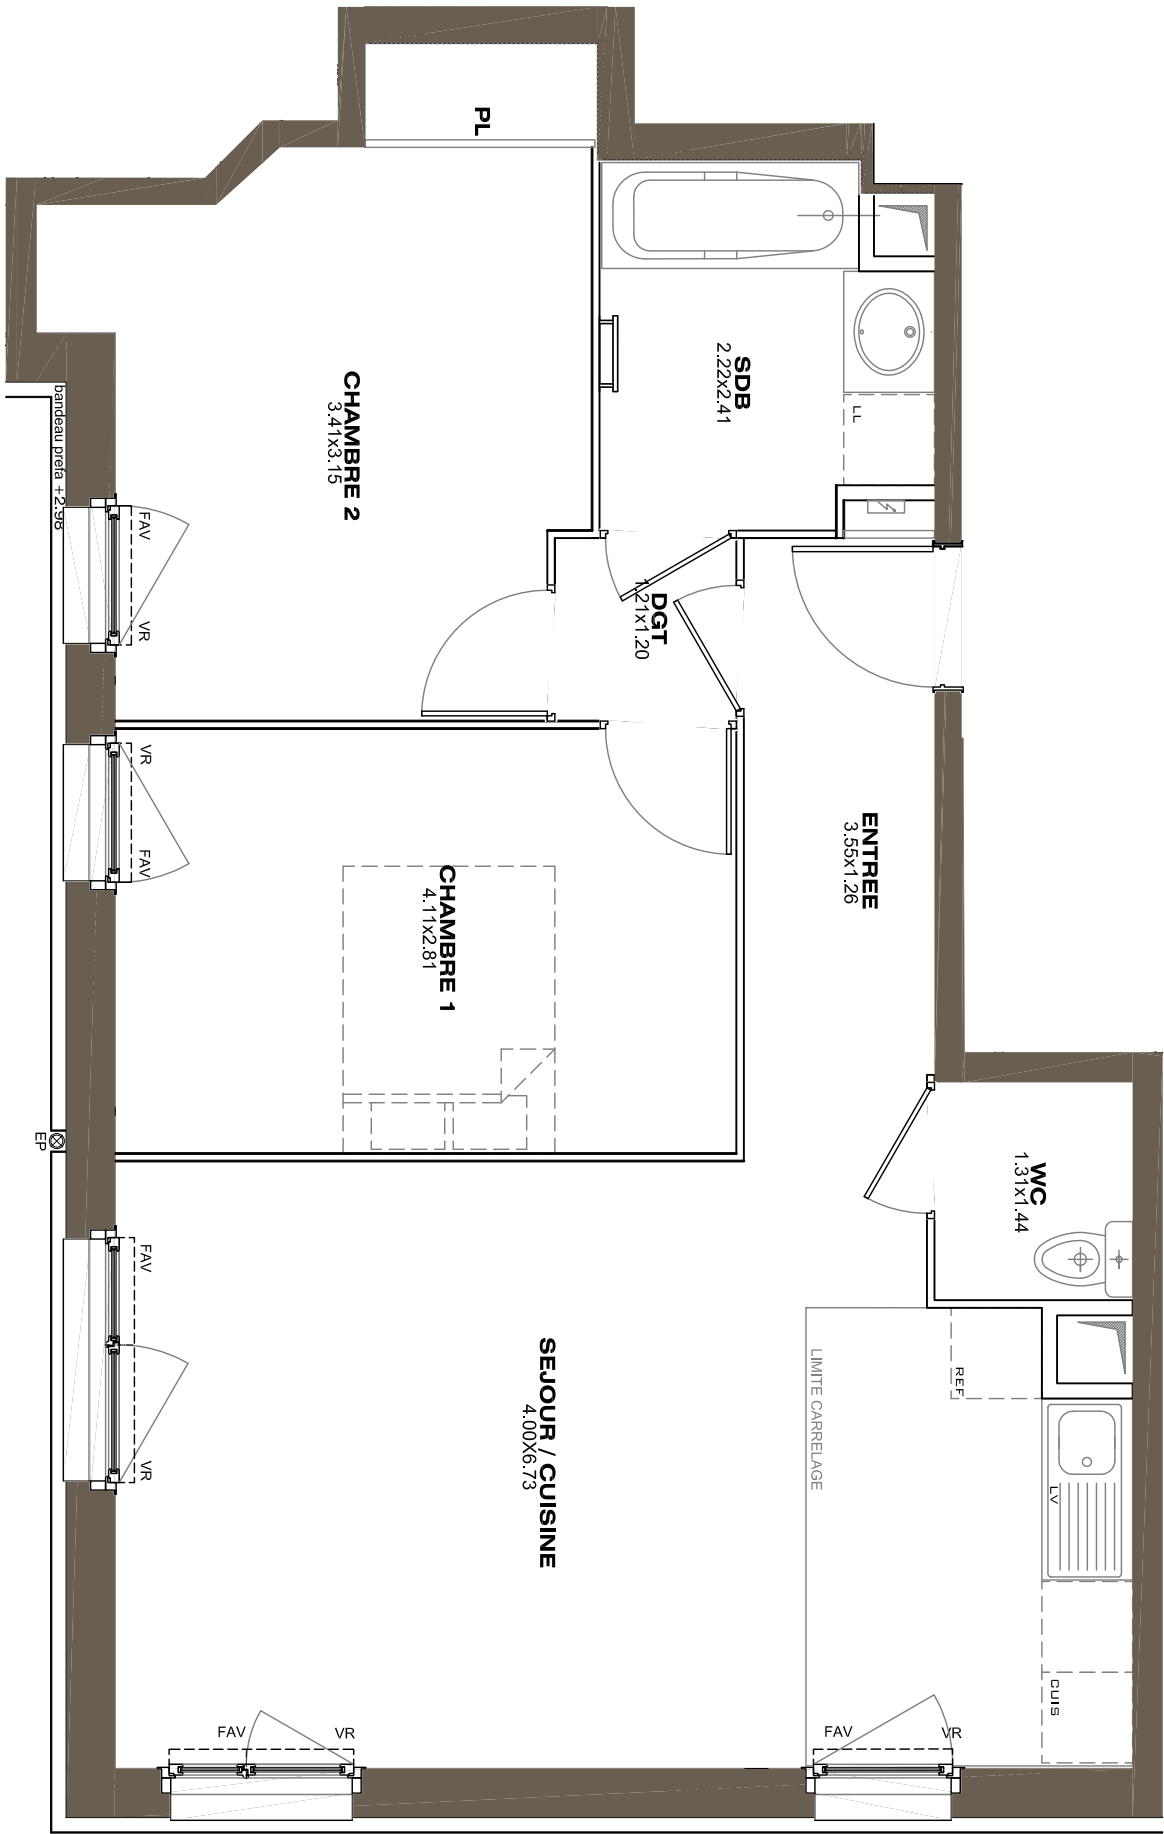 PL
SDB
2.22x2.41
LL
CHAMBRE 2
3.41x3.15
bandeau préfa +2.98
FAV
VR
DGT
1.21x1.20
VR
FAV
ENTREE
3.55x1.26
CHAMBRE 1
4.11x2.81
EP
WC
1.31x1.44
FAV
VR
SEJOUR / CUISINE
4.00X6.73
LIMITE CARRELAGE
REF
LV
CUIS
FAV
VR
FAV
VR